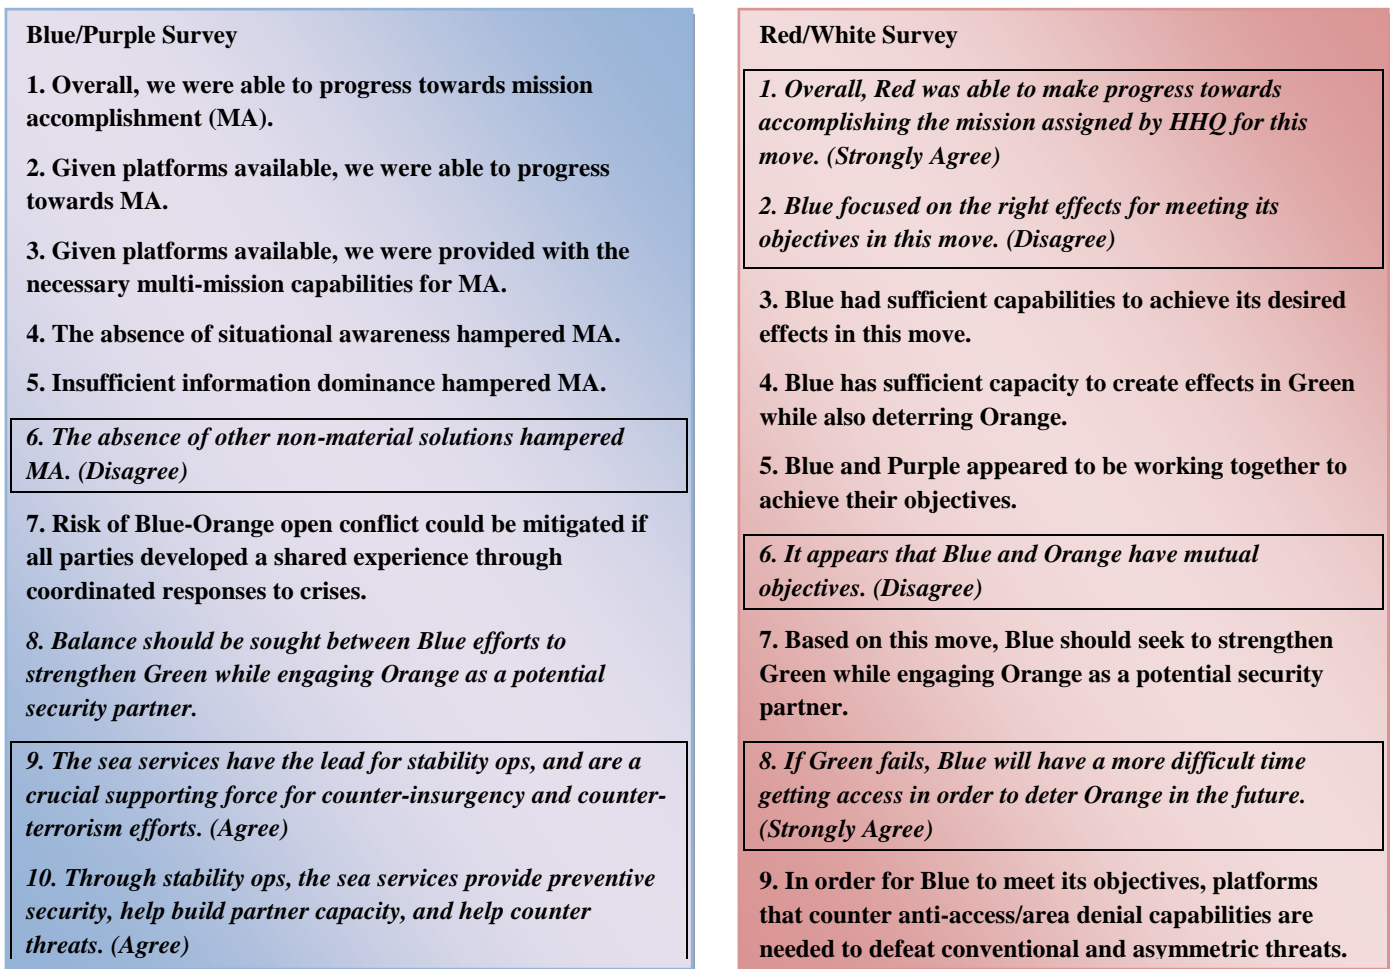 Blue/Purple Survey
1. Overall, we were able to progress towards mission
accomplishment (MA).
2. Given platforms available, we were able to progress
towards MA.
3. Given platforms available, we were provided with the
necessary multi-mission capabilities for MA.
4. The absence of situational awareness hampered MA.
5. Insufficient information dominance hampered MA.
6. The absence of other non-material solutions hampered
MA. (Disagree)
7. Risk of Blue-Orange open conflict could be mitigated if
all parties developed a shared experience through
coordinated responses to crises.
8. Balance should be sought between Blue efforts to
strengthen Green while engaging Orange as a potential
security partner.
9. The sea services have the lead for stability ops, and are a
crucial supporting force for counter-insurgency and counter-
terrorism efforts. (Agree)
10. Through stability ops, the sea services provide preventive
security, help build partner capacity, and help counter
threats. (Agree)
Red/White Survey
1. Overall, Red was able to make progress towards
accomplishing the mission assigned by HHQ for this
move. (Strongly Agree)
2. Blue focused on the right effects for meeting its
objectives in this move. (Disagree)
3. Blue had sufficient capabilities to achieve its desired
effects in this move.
4. Blue has sufficient capacity to create effects in Green
while also deterring Orange.
5. Blue and Purple appeared to be working together to
achieve their objectives.
6. It appears that Blue and Orange have mutual
objectives. (Disagree)
7. Based on this move, Blue should seek to strengthen
Green while engaging Orange as a potential security
partner.
8. If Green fails, Blue will have a more difficult time
getting access in order to deter Orange in the future.
(Strongly Agree)
9. In order for Blue to meet its objectives, platforms
that counter anti-access/area denial capabilities are
needed to defeat conventional and asymmetric threats.